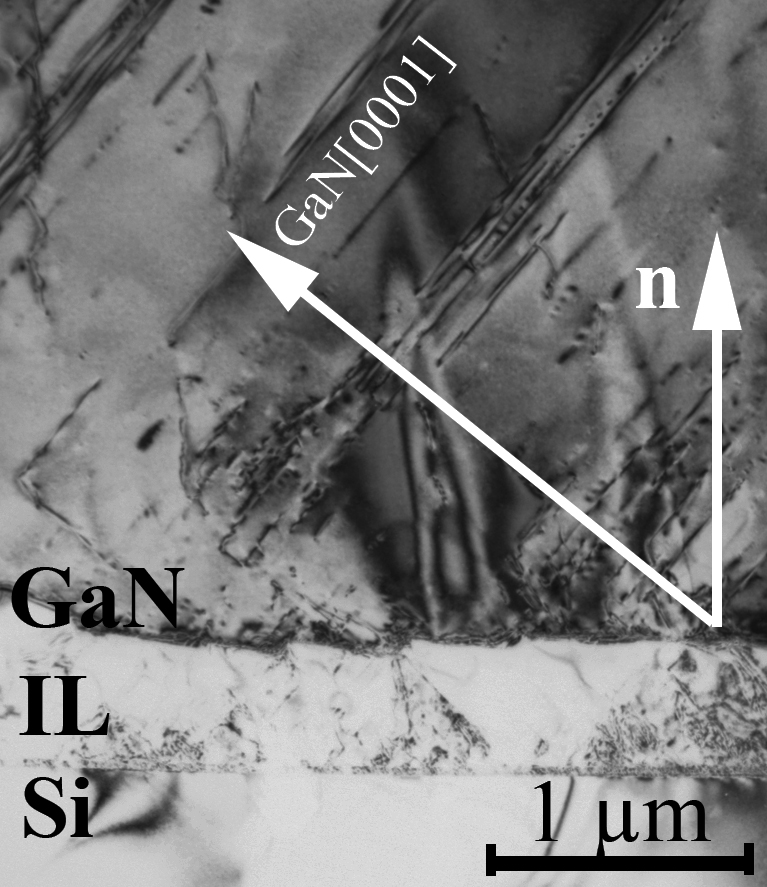 GaN[0001]
n
GaN
IL
Si
1 μm